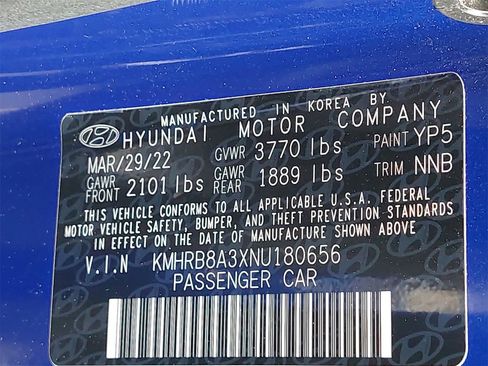 MANUFACTURED IN KOREA BY
HYUNDAI MOTOR COMPANY
MAR/29/22 GVWR 3770 lbs PAINT YP5
GAWR FRONT 2101 lbs GAWR REAR 1889 lbs TRIM NNB
THIS VEHICLE CONFORMS TO ALL APPLICABLE U.S.A. FEDERAL
MOTOR VEHICLE SAFETY, BUMPER, AND THEFT PREVENTION STANDARDS
IN EFFECT ON THE DATE OF MANUFACTURE SHOWN ABOVE
V.I.N KMHRB8A3XNU180656
PASSENGER CAR